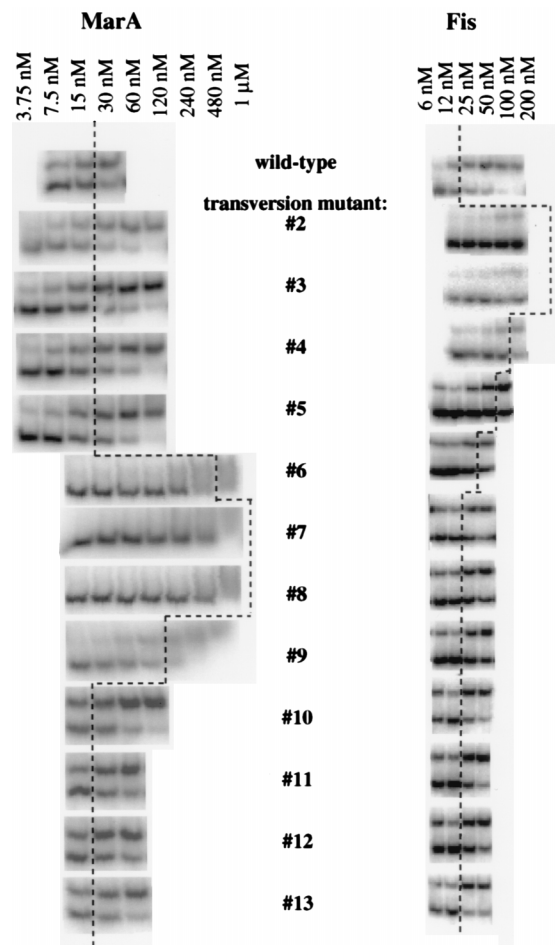 MarA
Fis
3.75 nM
7.5 nM
15 nM
30 nM
60 nM
120 nM
240 nM
480 nM
1 µM
6 nM
12 nM
25 nM
50 nM
100 nM
200 nM
wild-type
transversion mutant:
#2
#3
#4
#5
#6
#7
#8
#9
#10
#11
#12
#13